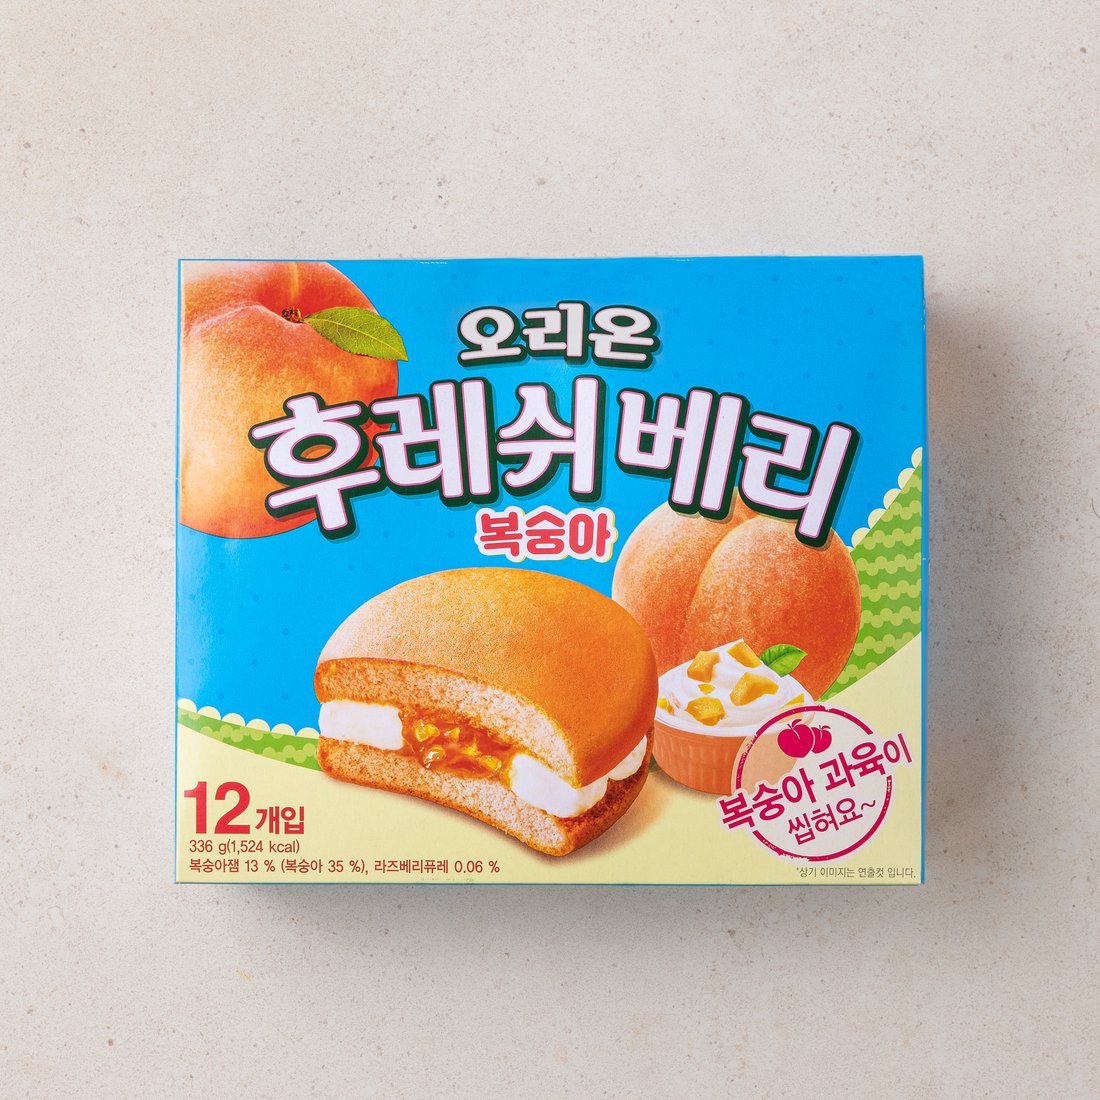 오리온
후레쉬베리
복숭아
복숭아 과육이
씹혀요~
12개입
336 g(1,524 kcal)
복숭아잼 13 % (복숭아 35 %), 라즈베리퓨레 0.06 %
*상기 이미지는 연출컷 입니다.